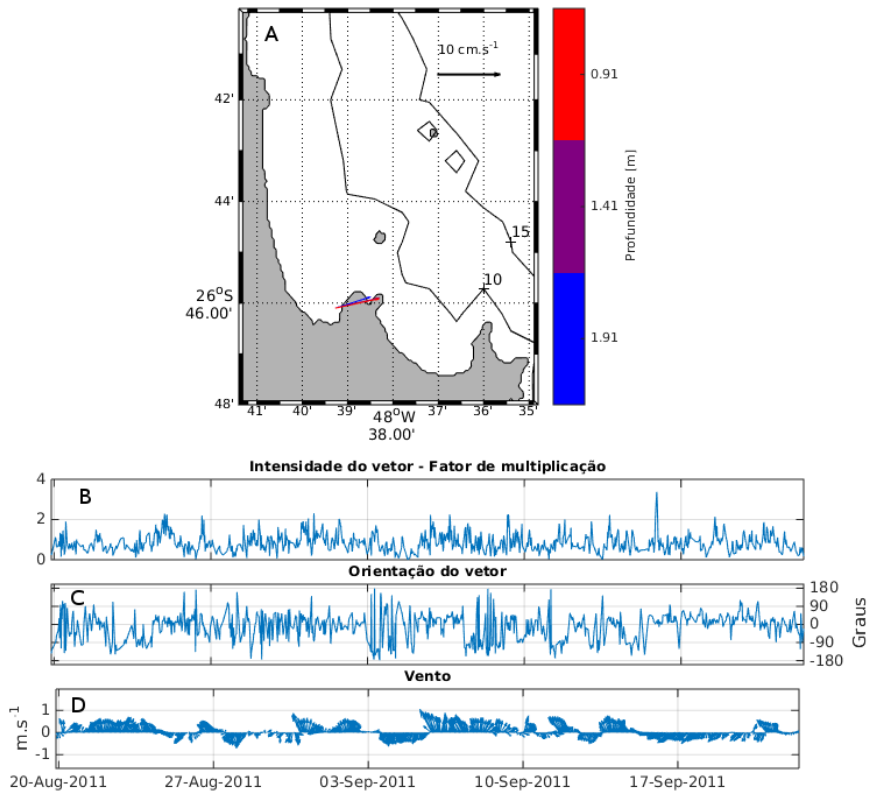 A
10 cm.s-1
42'
44'
26oS
46.00'
48'
15
10
41'
40'
39'
48oW
38.00'
37'
36'
35'
0.91
1.41
1.91
Profundidade (m)
Intensidade do vetor - Fator de multiplicação
B
4
2
0
Orientação do vetor
C
180
90
0
-90
-180
Graus
Vento
D
m.s-1
1
0
-1
20-Aug-2011
27-Aug-2011
03-Sep-2011
10-Sep-2011
17-Sep-2011